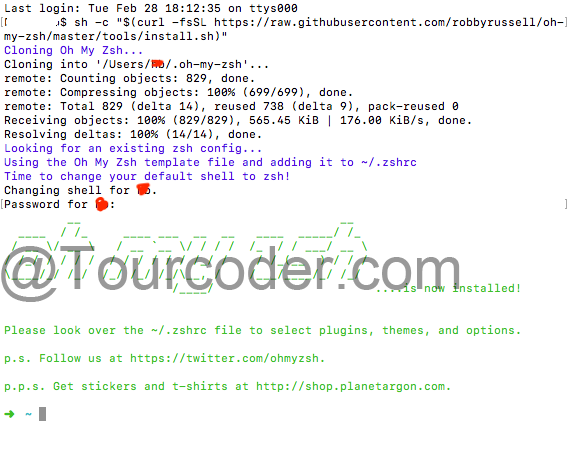 Last login: Tue Feb 28 18:12:35 on ttys000
$ sh -c "$(curl -fsSL https://raw.githubusercontent.com/robbyrussell/oh-
my-zsh/master/tools/install.sh)"
Cloning Oh My Zsh...
Cloning into '/Users/ /.oh-my-zsh'...
remote: Counting objects: 829, done.
remote: Compressing objects: 100% (699/699), done.
remote: Total 829 (delta 14), reused 738 (delta 9), pack-reused 0
Receiving objects: 100% (829/829), 565.45 KiB | 176.00 KiB/s, done.
Resolving deltas: 100% (14/14), done.
Looking for an existing zsh config...
Using the Oh My Zsh template file and adding it to ~/.zshrc
Time to change your default shell to zsh!
Changing shell for .
Password for :
@Tourcoder.com
....is now installed!
Please look over the ~/.zshrc file to select plugins, themes, and options.
p.s. Follow us at https://twitter.com/ohmyzsh.
p.p.s. Get stickers and t-shirts at http://shop.planetargon.com.
➜ ~